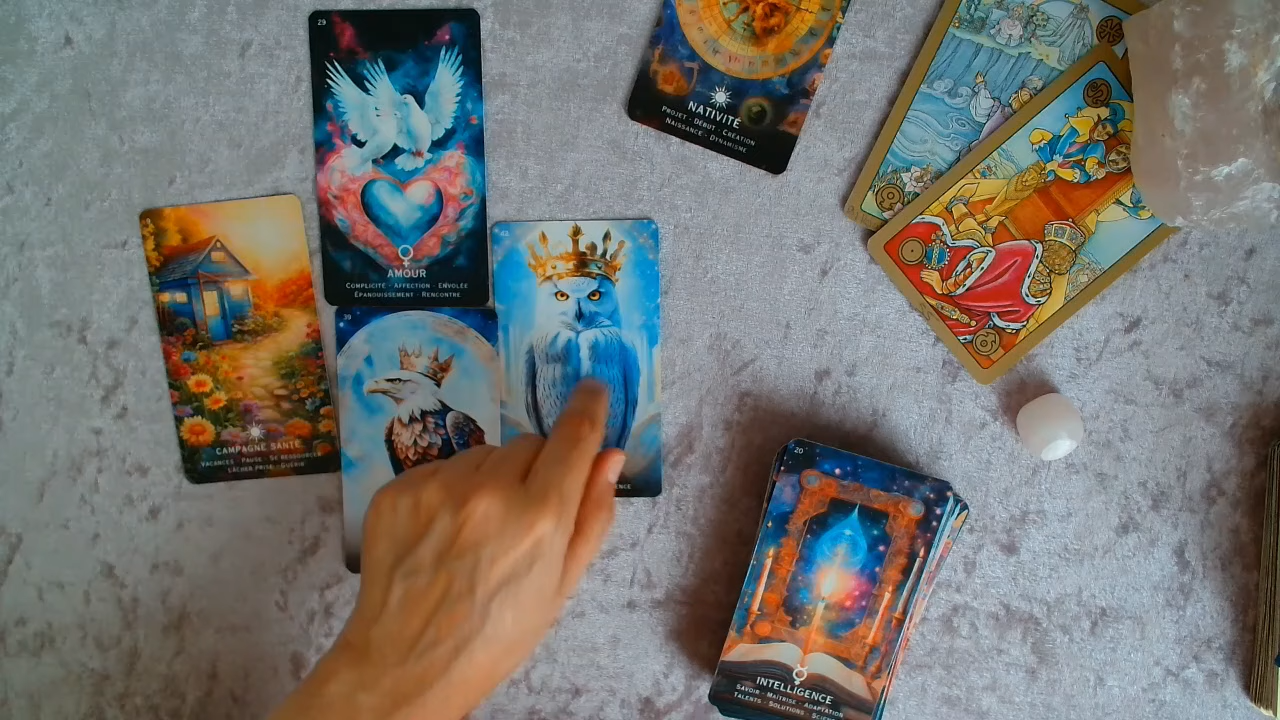 29
AMOUR
COMPLICITÉ - AFFECTION - ENVOLÉE
ÉPANOUISSEMENT - RENCONTRE
NATIVITÉ
PROJET - DÉBUT - CRÉATION
NAISSANCE - DYNAMISME
CAMPAGNE SANTÉ
VACANCES - PAUSE - SE RESSOURCER
LÂCHER PRISE - GUÉRIR
39
20
INTELLIGENCE
SAVOIR - MAÎTRISE - ADAPTATION
TALENTS - SOLUTIONS -